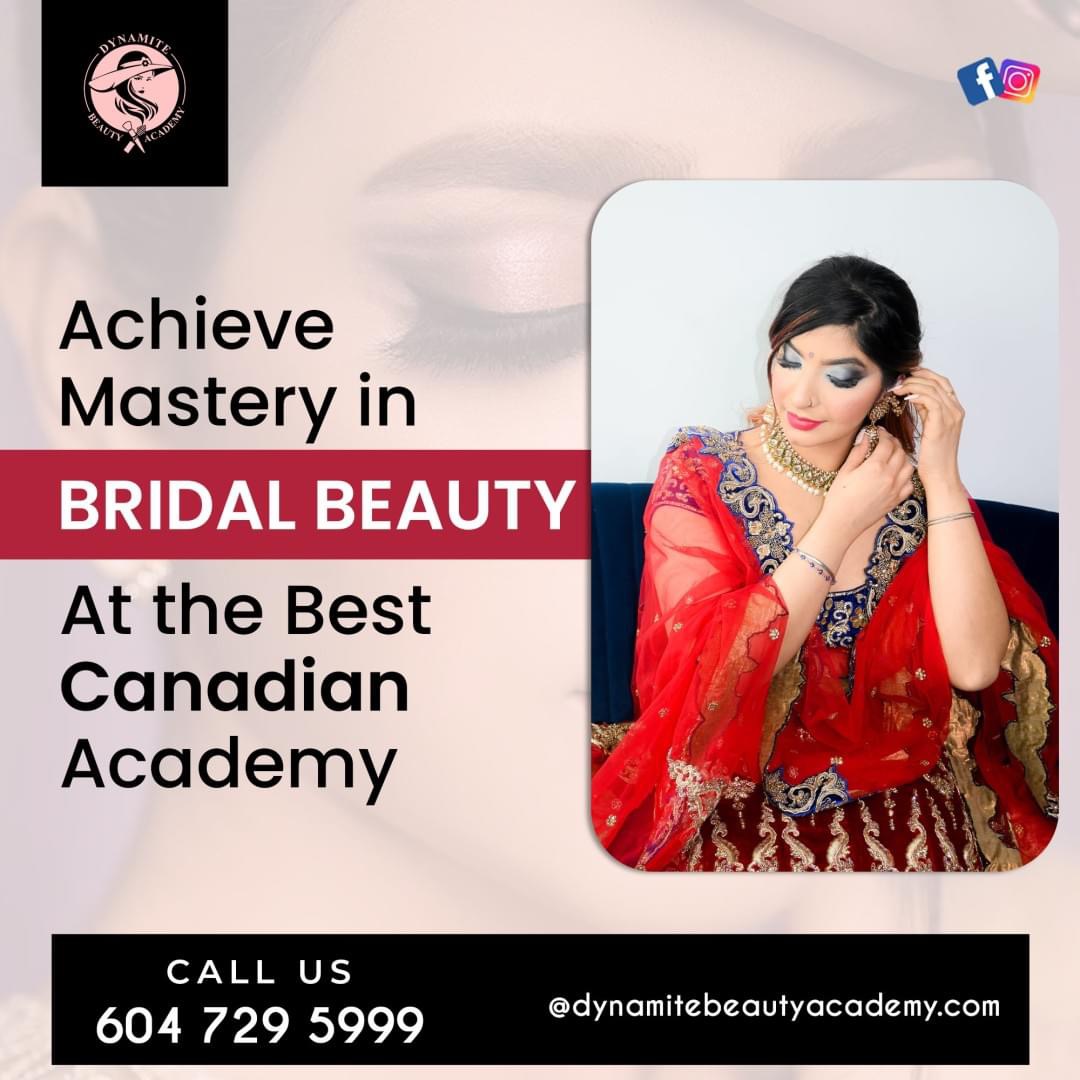 DYNAMITE
BEAUTY ACADEMY
Achieve
Mastery in
BRIDAL BEAUTY
At the Best
Canadian
Academy
CALL US
604 729 5999
@dynamitebeautyacademy.com